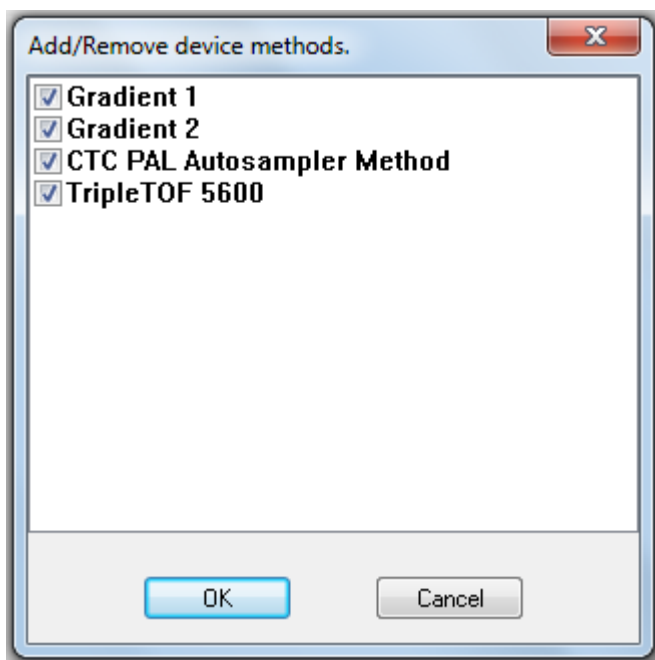 Add/Remove device methods.
Gradient 1
Gradient 2
CTC PAL Autosampler Method
TripleTOF 5600
OK
Cancel